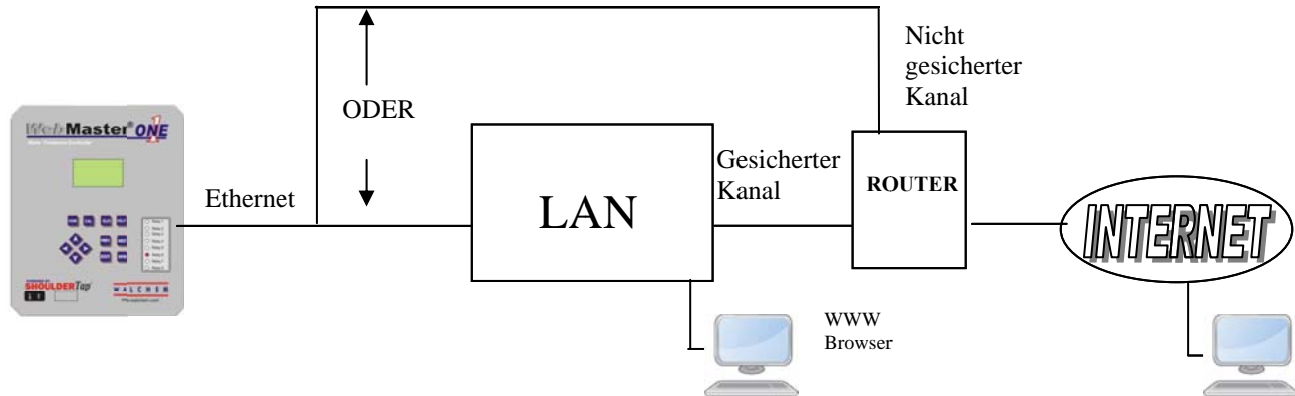 WebMaster® ONE
Ethernet
ODER
LAN
Gesicherter
Kanal
Nicht
gesicherter
Kanal
ROUTER
INTERNET
WWW
Browser
SHOULDERTap
WALCHEM